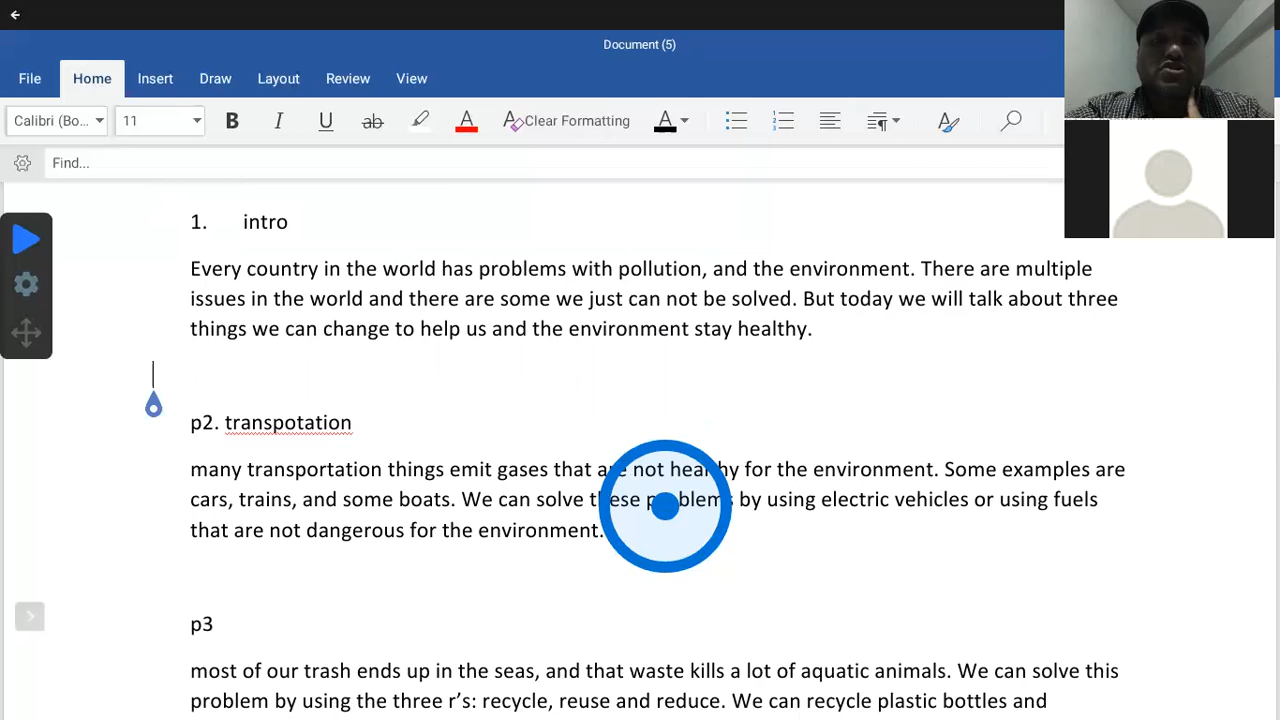 Document (5)
File Home Insert Draw Layout Review View
Calibri (Bo... 11 B I U ab A Clear Formatting A
Find...
1. intro
Every country in the world has problems with pollution, and the environment. There are multiple
issues in the world and there are some we just can not be solved. But today we will talk about three
things we can change to help us and the environment stay healthy.
p2. transpotation
many transportation things emit gases that are not healthy for the environment. Some examples are
cars, trains, and some boats. We can solve these problems by using electric vehicles or using fuels
that are not dangerous for the environment.
p3
most of our trash ends up in the seas, and that waste kills a lot of aquatic animals. We can solve this
problem by using the three r's: recycle, reuse and reduce. We can recycle plastic bottles and